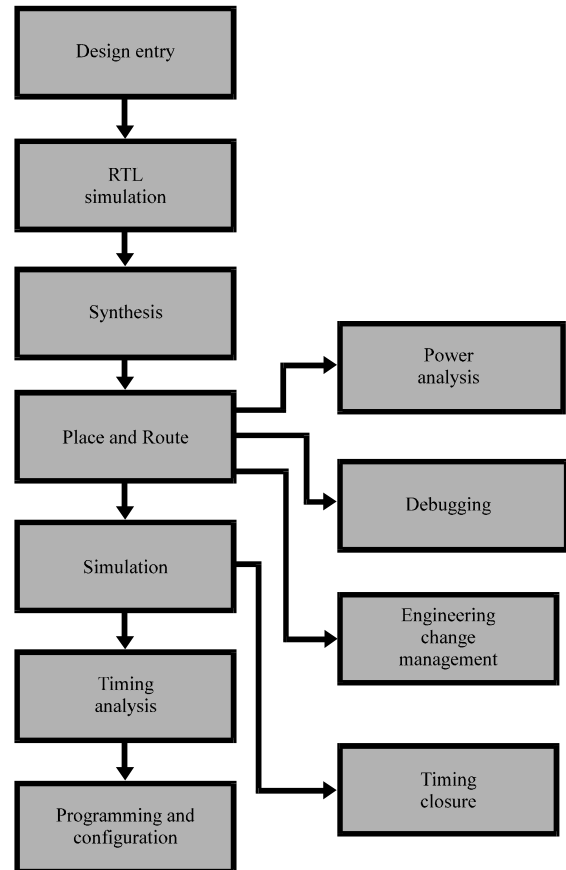 Design entry
RTL
simulation
Synthesis
Place and Route
Simulation
Timing
analysis
Programming and
configuration
Power
analysis
Debugging
Engineering
change
management
Timing
closure